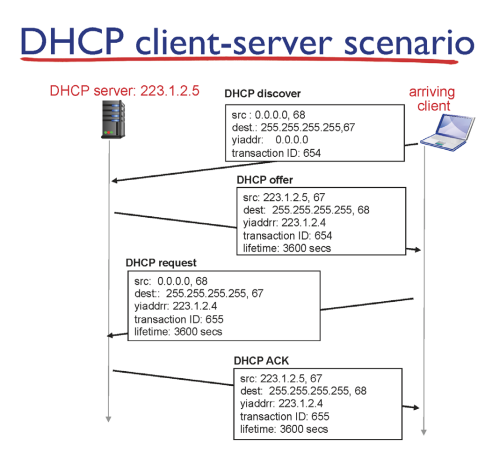 DHCP client-server scenario
DHCP server: 223.1.2.5
arriving
client
DHCP discover
src : 0.0.0.0, 68
dest.: 255.255.255.255,67
yiaddr: 0.0.0.0
transaction ID: 654
DHCP offer
src: 223.1.2.5, 67
dest: 255.255.255.255, 68
yiaddrr: 223.1.2.4
transaction ID: 654
lifetime: 3600 secs
DHCP request
src: 0.0.0.0, 68
dest:: 255.255.255.255, 67
yiaddrr: 223.1.2.4
transaction ID: 655
lifetime: 3600 secs
DHCP ACK
src: 223.1.2.5, 67
dest: 255.255.255.255, 68
yiaddrr: 223.1.2.4
transaction ID: 655
lifetime: 3600 secs